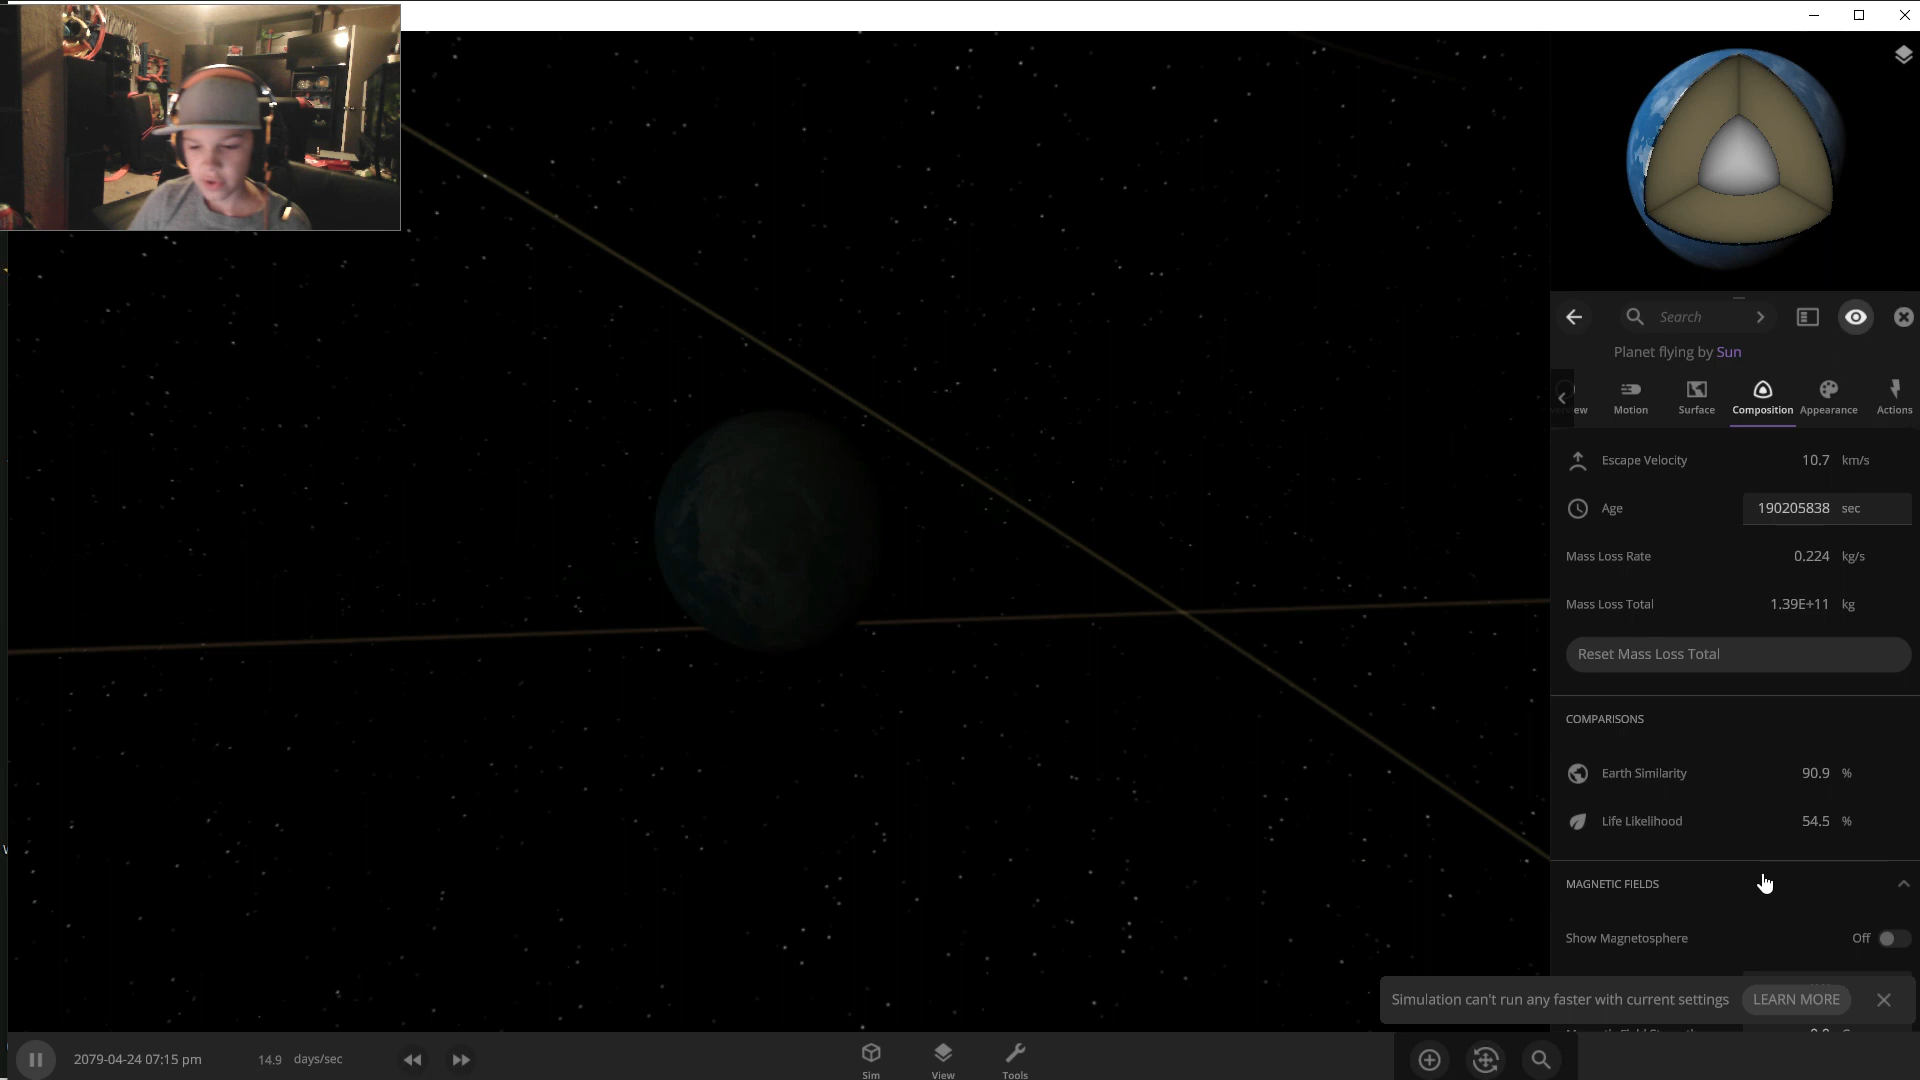 Search
Planet flying by Sun
Motion
Surface
Composition
Appearance
Actions
Escape Velocity 10.7 km/s
Age 190205838 sec
Mass Loss Rate 0.224 kg/s
Mass Loss Total 1.39E+11 kg
Reset Mass Loss Total
COMPARISONS
Earth Similarity 90.9 %
Life Likelihood 54.5 %
MAGNETIC FIELDS
Show Magnetosphere Off
Simulation can't run any faster with current settings LEARN MORE
2079-04-24 07:15 pm 14.9 days/sec
Sim
View
Tools